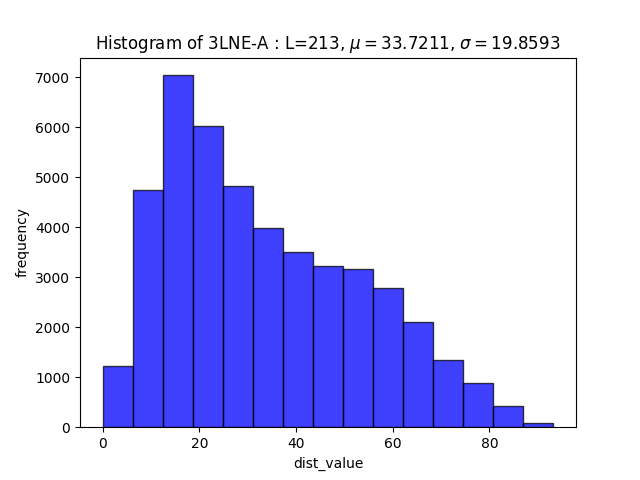 Histogram of 3LNE-A : L=213, μ = 33.7211, σ = 19.8593
7000
6000
5000
4000
3000
2000
1000
0
frequency
0 20 40 60 80
dist_value